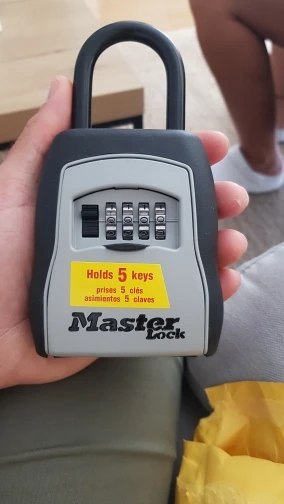 Holds 5 keys
prises 5 clés
asimientos 5 claves
Master
Lock